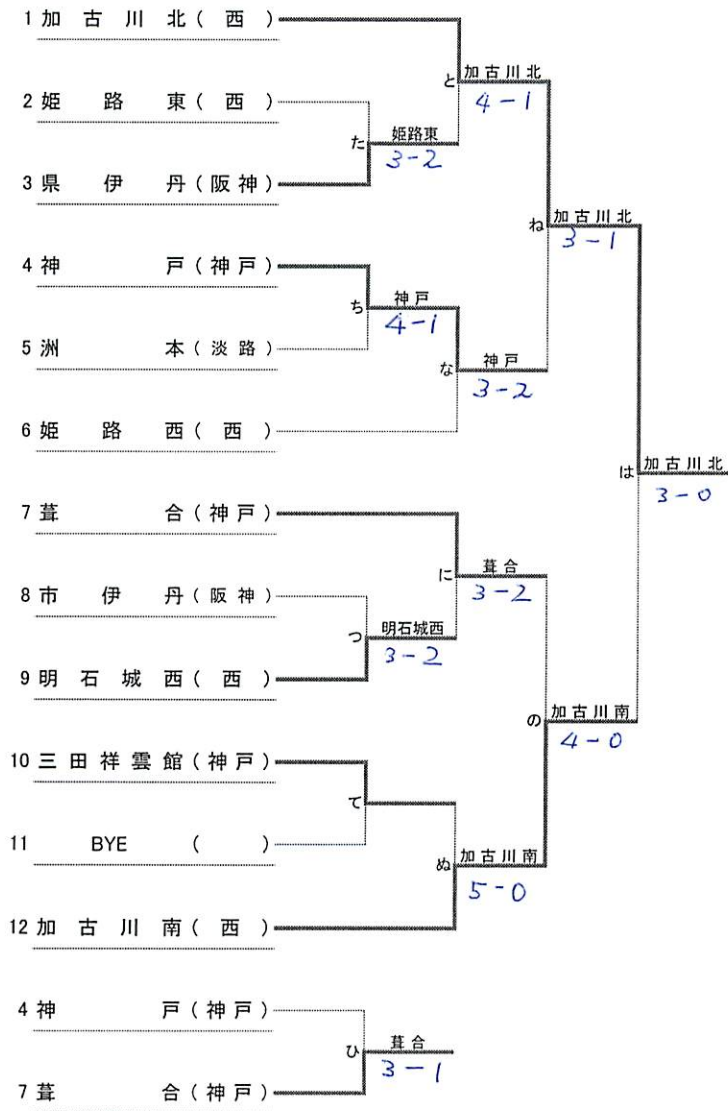 1 加古川北(西)
と 加古川北
4-1
2 姫路東(西)
た 姫路東
3-2
3 県伊丹(阪神)
ね 加古川北
3-1
4 神戸(神戸)
ち 神戸
4-1
5 洲本(淡路)
な 神戸
3-2
6 姫路西(西)
は 加古川北
3-0
7 葺合(神戸)
に 葺合
3-2
8 市伊丹(阪神)
つ 明石城西
3-2
9 明石城西(西)
の 加古川南
4-0
10 三田祥雲館(神戸)
て
11 BYE ( )
ぬ 加古川南
5-0
12 加古川南(西)
4 神戸(神戸)
ひ 葺合
3-1
7 葺合(神戸)